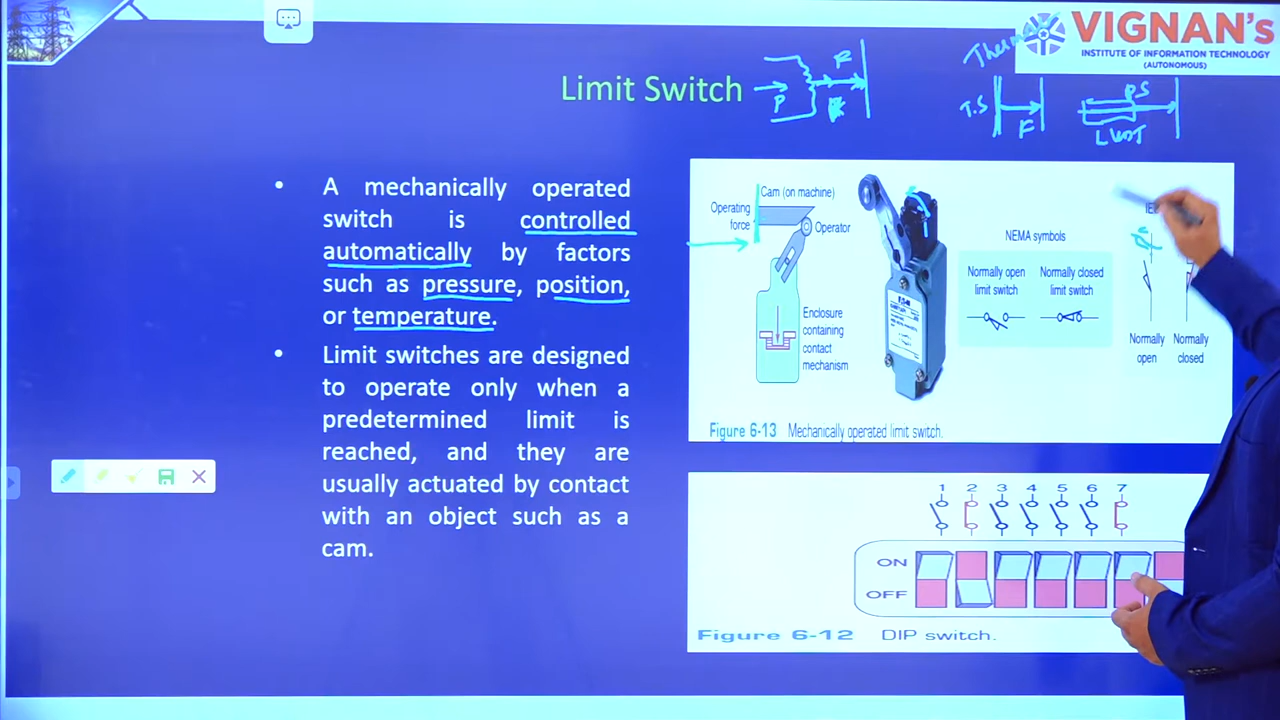 VIGNAN's
INSTITUTE OF INFORMATION TECHNOLOGY
(AUTONOMOUS)
Limit Switch
P
F
T.S
F
PS
LVDT
• A mechanically operated
switch is controlled
automatically by factors
such as pressure, position,
or temperature.
• Limit switches are designed
to operate only when a
predetermined limit is
reached, and they are
usually actuated by contact
with an object such as a
cam.
Cam (on machine)
Operating
force
Operator
Enclosure
containing
contact
mechanism
NEMA symbols
Normally open
limit switch
Normally closed
limit switch
Normally
open
Normally
closed
Figure 6-13 Mechanically operated limit switch.
1 2 3 4 5 6 7
ON
OFF
Figure 6-12 DIP switch.